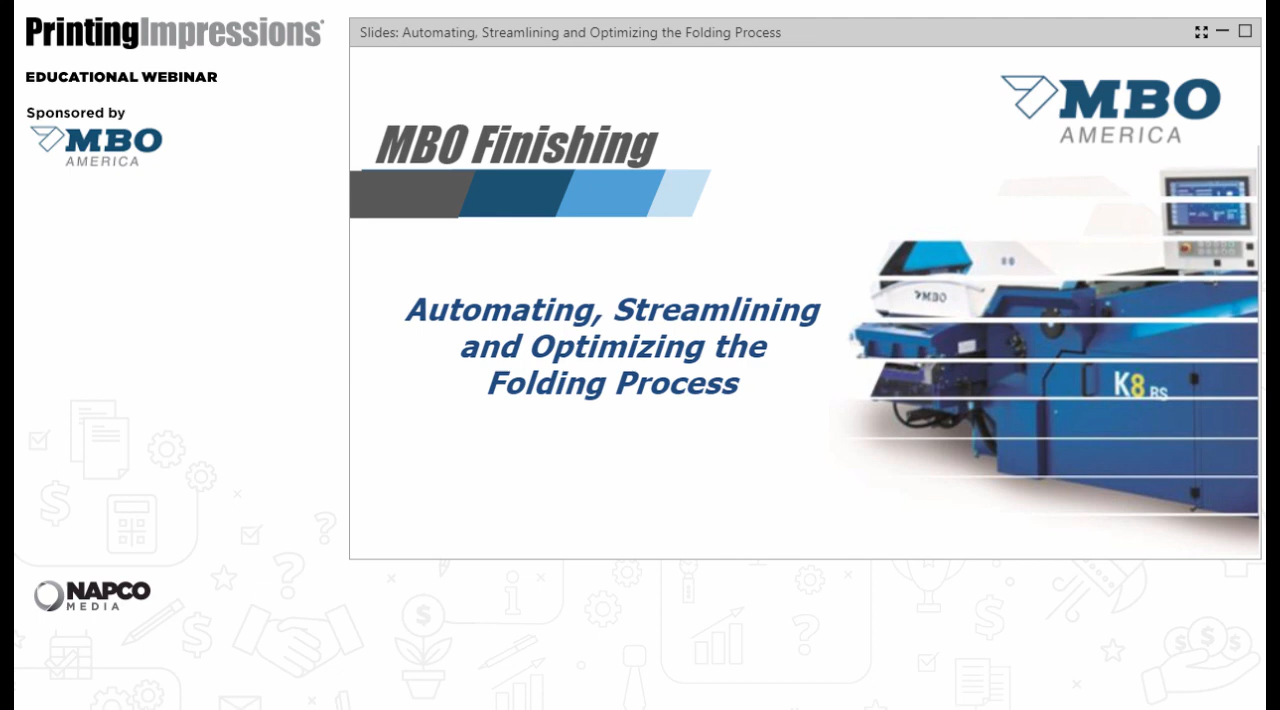 PrintingImpressions
EDUCATIONAL WEBINAR
Sponsored by
MBO
AMERICA
Slides: Automating, Streamlining and Optimizing the Folding Process
MBO
AMERICA
MBO Finishing
Automating, Streamlining
and Optimizing the
Folding Process
MBO
K8 BS
NAPCO
MEDIA